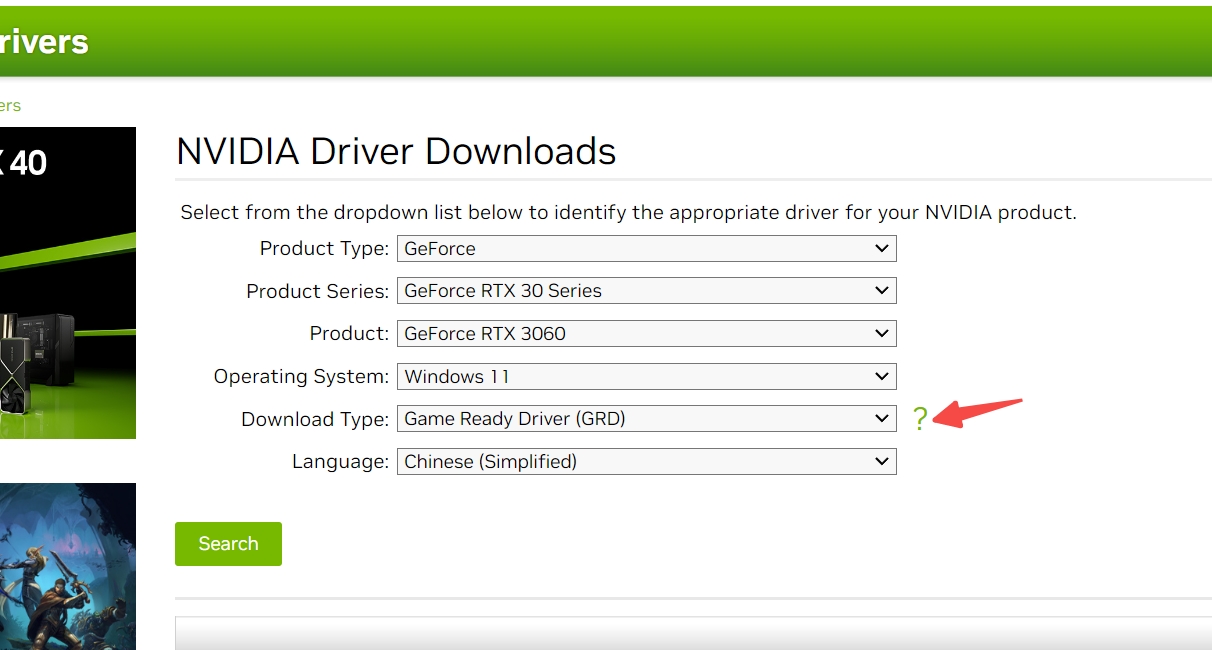 rivers
ers
X 40
NVIDIA Driver Downloads
Select from the dropdown list below to identify the appropriate driver for your NVIDIA product.
Product Type: GeForce
Product Series: GeForce RTX 30 Series
Product: GeForce RTX 3060
Operating System: Windows 11
Download Type: Game Ready Driver (GRD) ?
Language: Chinese (Simplified)
Search